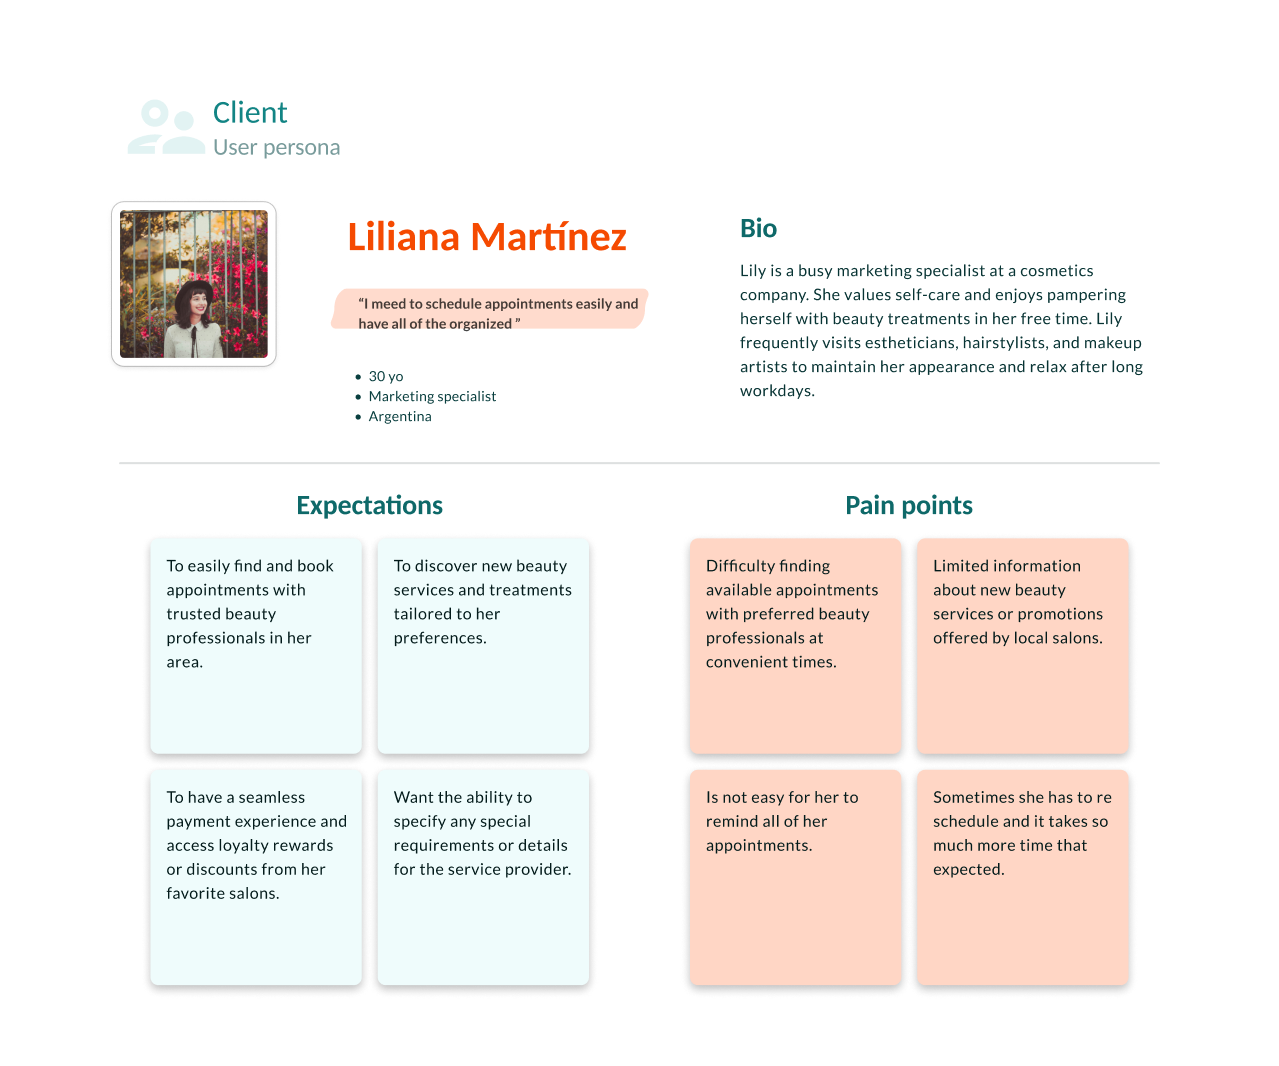 Client
User persona
Liliana Martínez
“I meed to schedule appointments easily and
have all of the organized ”
• 30 yo
• Marketing specialist
• Argentina
Bio
Lily is a busy marketing specialist at a cosmetics
company. She values self-care and enjoys pampering
herself with beauty treatments in her free time. Lily
frequently visits estheticians, hairstylists, and makeup
artists to maintain her appearance and relax after long
workdays.
Expectations
To easily find and book
appointments with
trusted beauty
professionals in her
area.
To discover new beauty
services and treatments
tailored to her
preferences.
To have a seamless
payment experience and
access loyalty rewards
or discounts from her
favorite salons.
Want the ability to
specify any special
requirements or details
for the service provider.
Pain points
Difficulty finding
available appointments
with preferred beauty
professionals at
convenient times.
Limited information
about new beauty
services or promotions
offered by local salons.
Is not easy for her to
remind all of her
appointments.
Sometimes she has to re
schedule and it takes so
much more time that
expected.